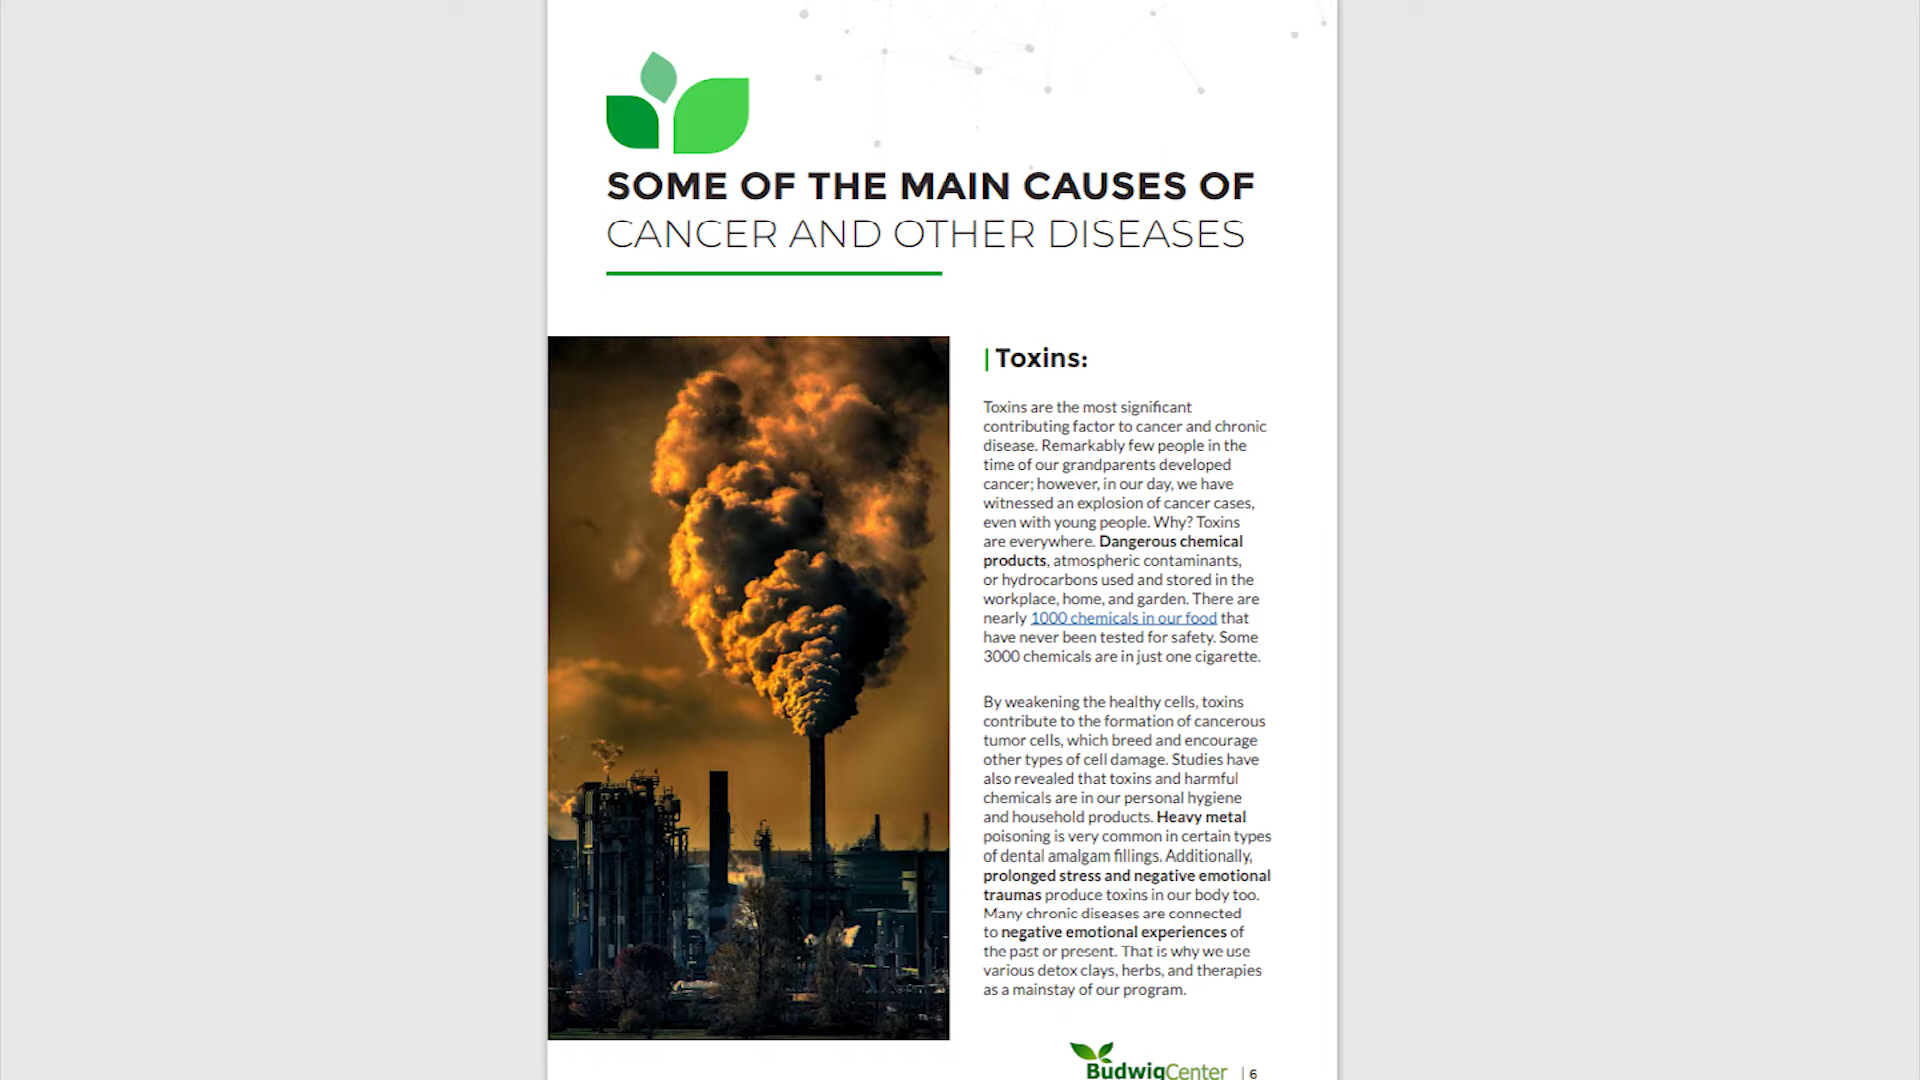 SOME OF THE MAIN CAUSES OF
CANCER AND OTHER DISEASES
Toxins:
Toxins are the most significant
contributing factor to cancer and chronic
disease. Remarkably few people in the
time of our grandparents developed
cancer; however, in our day, we have
witnessed an explosion of cancer cases,
even with young people. Why? Toxins
are everywhere. Dangerous chemical
products, atmospheric contaminants,
or hydrocarbons used and stored in the
workplace, home, and garden. There are
nearly 1000 chemicals in our food that
have never been tested for safety. Some
3000 chemicals are in just one cigarette.
By weakening the healthy cells, toxins
contribute to the formation of cancerous
tumor cells, which breed and encourage
other types of cell damage. Studies have
also revealed that toxins and harmful
chemicals are in our personal hygiene
and household products. Heavy metal
poisoning is very common in certain types
of dental amalgam fillings. Additionally,
prolonged stress and negative emotional
traumas produce toxins in our body too.
Many chronic diseases are connected
to negative emotional experiences of
the past or present. That is why we use
various detox clays, herbs, and therapies
as a mainstay of our program.
BudwigCenter | 6